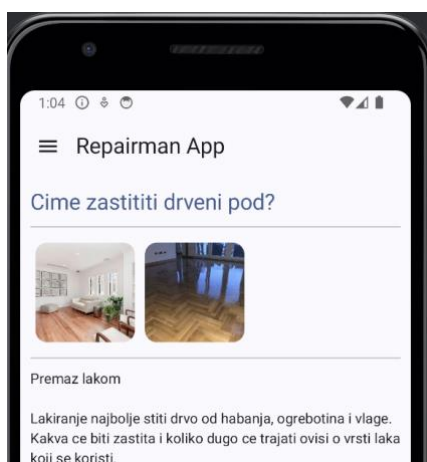 1:04
Repairman App
Cime zastititi drveni pod?
Premaz lakom
Lakiranje najbolje stiti drvo od habanja, ogrebotina i vlage.
Kakva ce biti zastita i koliko dugo ce trajati ovisi o vrsti laka
koji se koristi.